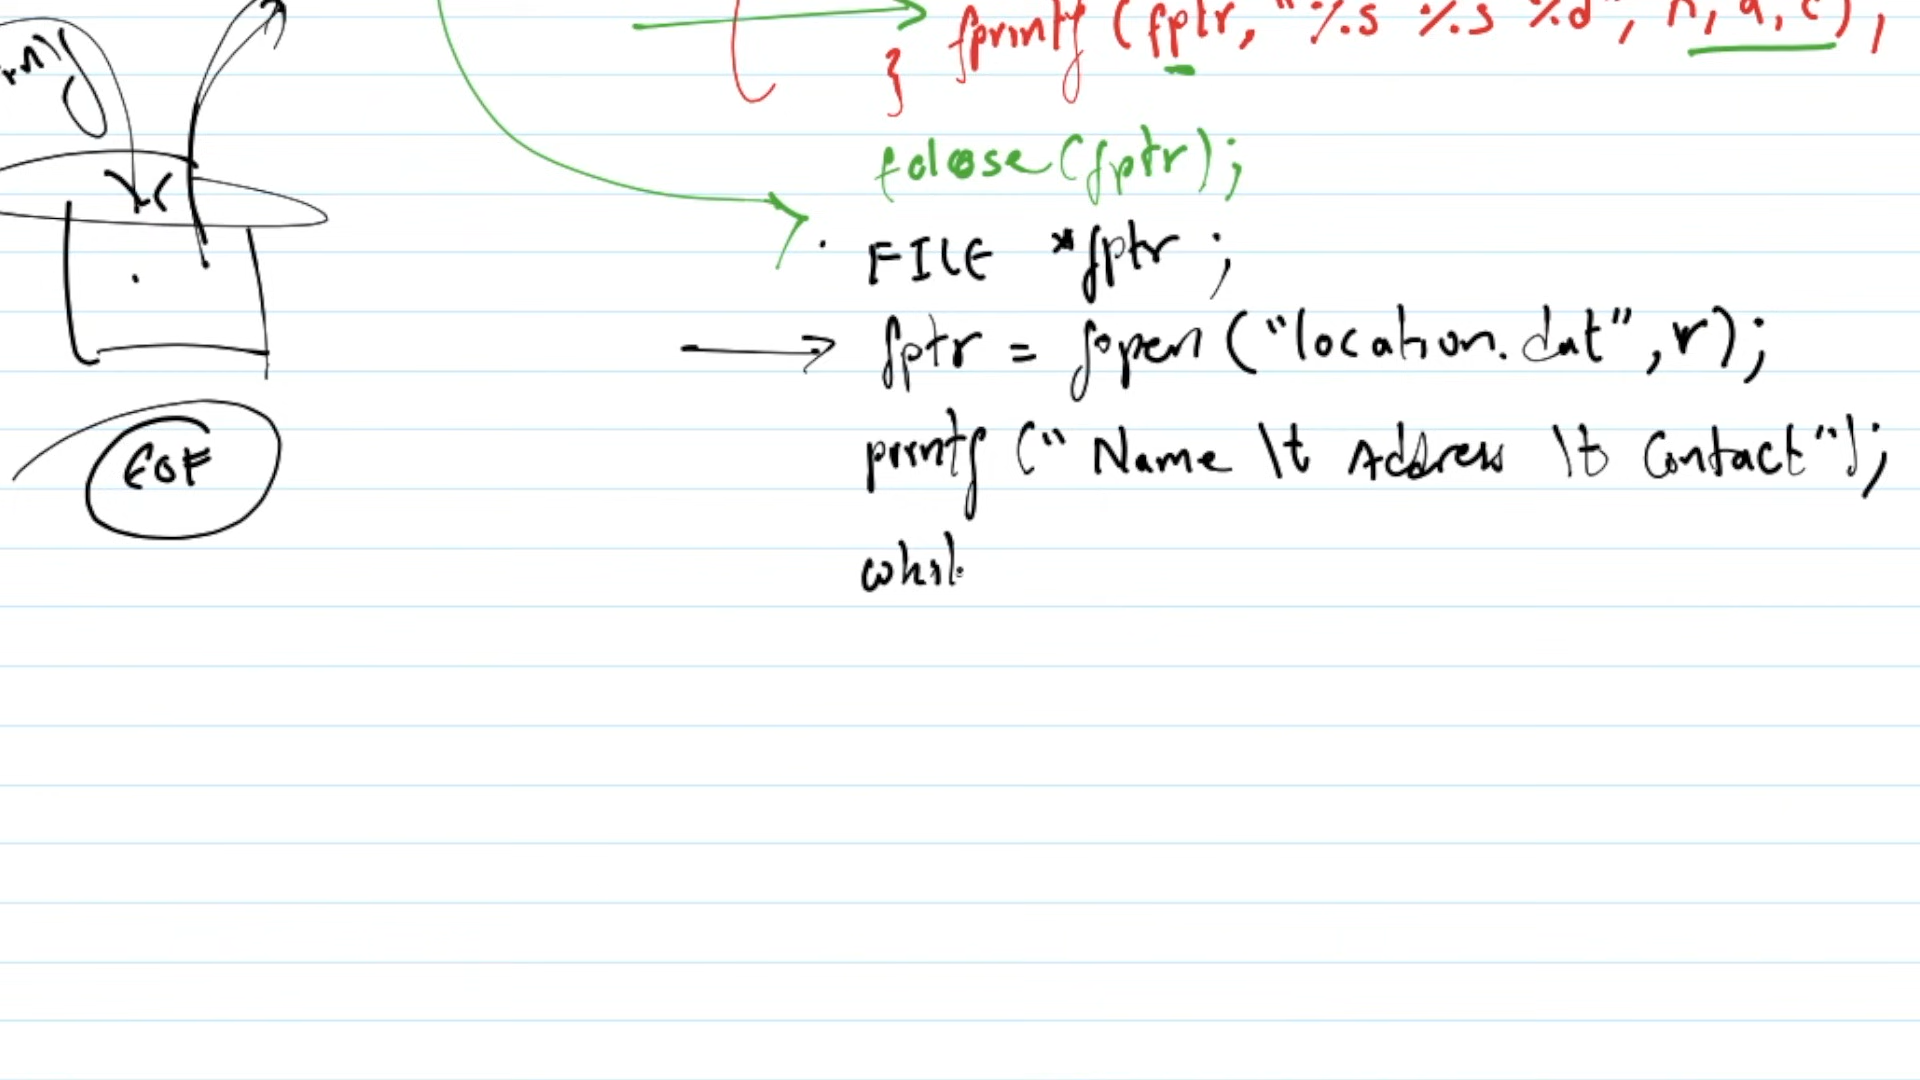 } fprintf (fptr, "%s %s %d", n, a, c);
fclose(fptr);
FILE *fptr ;
fptr = fopen ("location.dat", r);
printf (" Name \t Address \t Contact");
whil
EOF